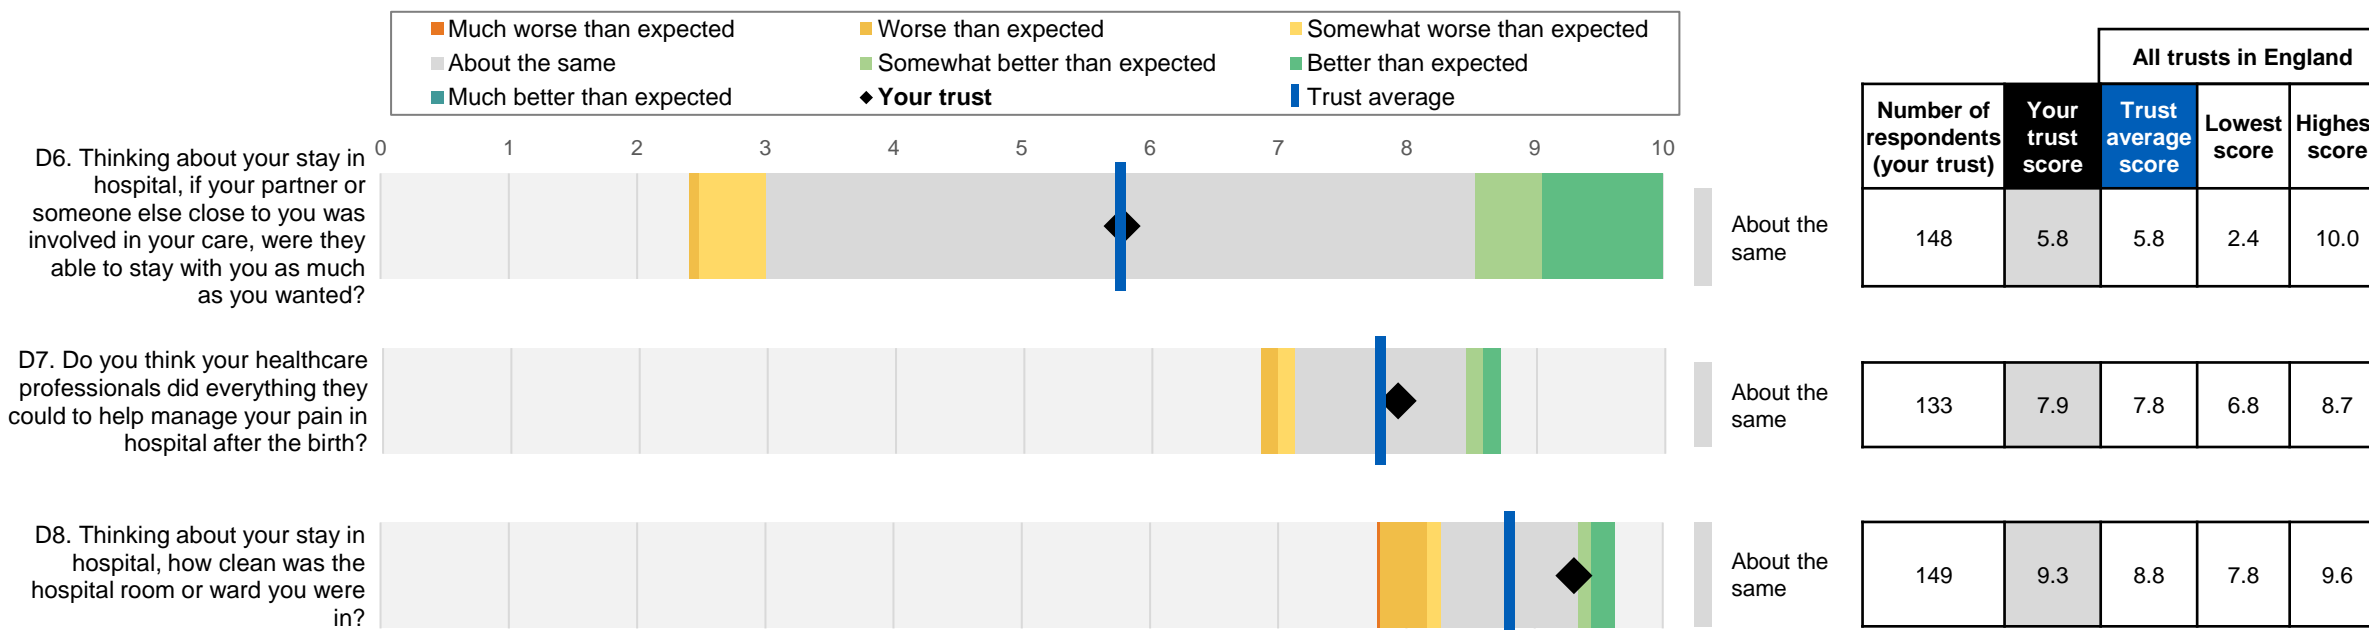 Much worse than expected
Worse than expected
Somewhat worse than expected
About the same
Somewhat better than expected
Better than expected
Much better than expected
Your trust
Trust average
All trusts in England
Number of
respondents
(your trust)
Your
trust
score
Trust
average
score
Lowest
score
Highes
score
0 1 2 3 4 5 6 7 8 9 10
D6. Thinking about your stay in
hospital, if your partner or
someone else close to you was
involved in your care, were they
able to stay with you as much
as you wanted?
About the
same
148 5.8 5.8 2.4 10.0
D7. Do you think your healthcare
professionals did everything they
could to help manage your pain in
hospital after the birth?
About the
same
133 7.9 7.8 6.8 8.7
D8. Thinking about your stay in
hospital, how clean was the
hospital room or ward you were
in?
About the
same
149 9.3 8.8 7.8 9.6